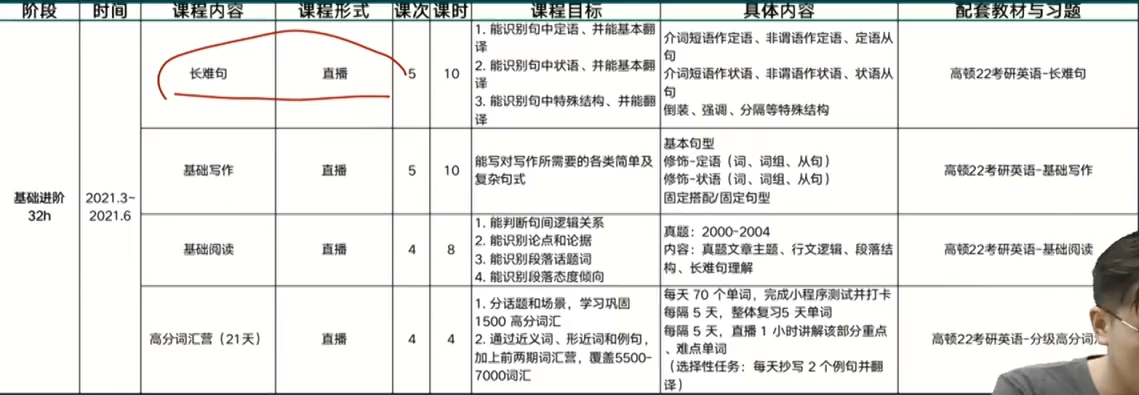 阶段 时间 课程内容 课程形式 课次 课时 课程目标 具体内容 配套教材与习题
基础进阶
32h
2021.3~
2021.6
长难句 直播 5 10
1. 能识别句中定语、并能基本翻
译
2. 能识别句中状语、并能基本翻
译
3. 能识别句中特殊结构、并能翻
译
介词短语作定语、非谓语作定语、定语从
句
介词短语作状语、非谓语作状语、状语从
句
倒装、强调、分隔等特殊结构
高顿22考研英语-长难句
基础写作 直播 5 10
能写对写作所需要的各类简单及
复杂句式
基本句型
修饰-定语（词、词组、从句）
修饰-状语（词、词组、从句）
固定搭配/固定句型
高顿22考研英语-基础写作
基础阅读 直播 4 8
1. 能判断句间逻辑关系
2. 能识别论点和论据
3. 能识别段落话题词
4. 能识别段落态度倾向
真题：2000-2004
内容：真题文章主题、行文逻辑、段落结
构、长难句理解
高顿22考研英语-基础阅读
高分词汇营（21天） 直播 4 4
1. 分话题和场景，学习巩固
1500 高分词汇
2. 通过近义词、形近词和例句，
加上前两期词汇营，覆盖5500-
7000词汇
每天 70 个单词，完成小程序测试并打卡
每隔 5 天，整体复习5 天单词
每隔 5 天，直播 1 小时讲解该部分重点
、难点单词
（选择性任务：每天抄写 2 个例句并翻
译）
高顿22考研英语-分级高分词